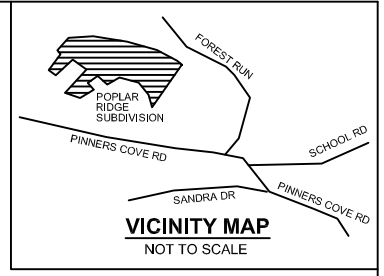 FOREST RUN
POPLAR
RIDGE
SUBDIVISION
PINNERS COVE RD
SCHOOL RD
SANDRA DR
PINNERS COVE RD
VICINITY MAP
NOT TO SCALE